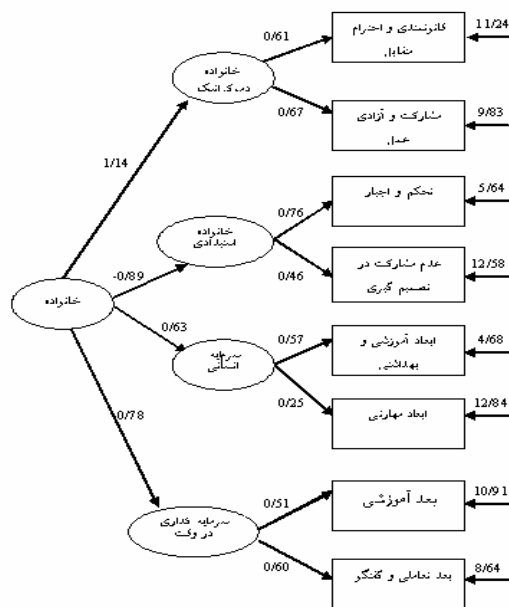 0/61
قانونمندی و احترام
متقابل
11/24
خانواده
دموکراتیک
0/67
مشارکت و آزادی
عمل
9/83
1/14
تحکم و اجبار
5/64
0/76
خانواده
استبدادی
-0/89
0/46
عدم مشارکت در
تصمیم گیری
12/58
خانواده
0/63
0/57
ابعاد آموزشی و
بهداشتی
4/68
سرمایه
انسانی
0/25
ابعاد مهارتی
12/84
0/78
0/51
بعد آموزشی
10/91
سرمایه گذاری
در وقت
0/60
بعد تعاملی و گفتگو
8/64